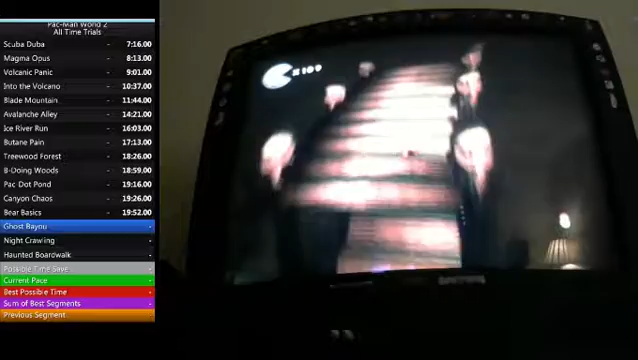 Pac-Man World 2
All Time Trials
Scuba Duba - 7:16.00
Magma Opus - 8:13.00
Volcanic Panic - 9:01.00
Into the Volcano - 10:37.00
Blade Mountain - 11:44.00
Avalanche Alley - 14:21.00
Ice River Run - 16:03.00
Butane Pain - 17:13.00
Treewood Forest - 18:26.00
B-Doing Woods - 18:59.00
Pac Dot Pond - 19:16.00
Canyon Chaos - 19:26.00
Bear Basics - 19:52.00
Ghost Bayou -
Night Crawling -
Haunted Boardwalk -
Possible Time Save -
Current Pace -
Best Possible Time -
Sum of Best Segments -
Previous Segment -
×109